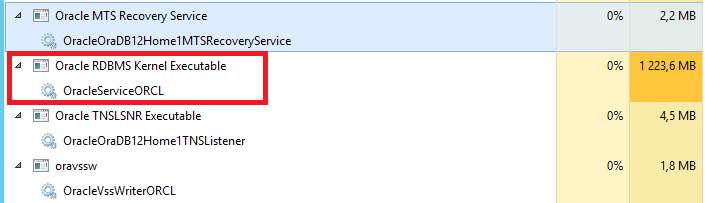 Oracle MTS Recovery Service 0% 2,2 MB
OracleOraDB12Home1MTSRecoveryService
Oracle RDBMS Kernel Executable 0% 1 223,6 MB
OracleServiceORCL
Oracle TNSLSNR Executable 0% 4,5 MB
OracleOraDB12Home1TNSListener
oravssw 0% 1,8 MB
OracleVssWriterORCL